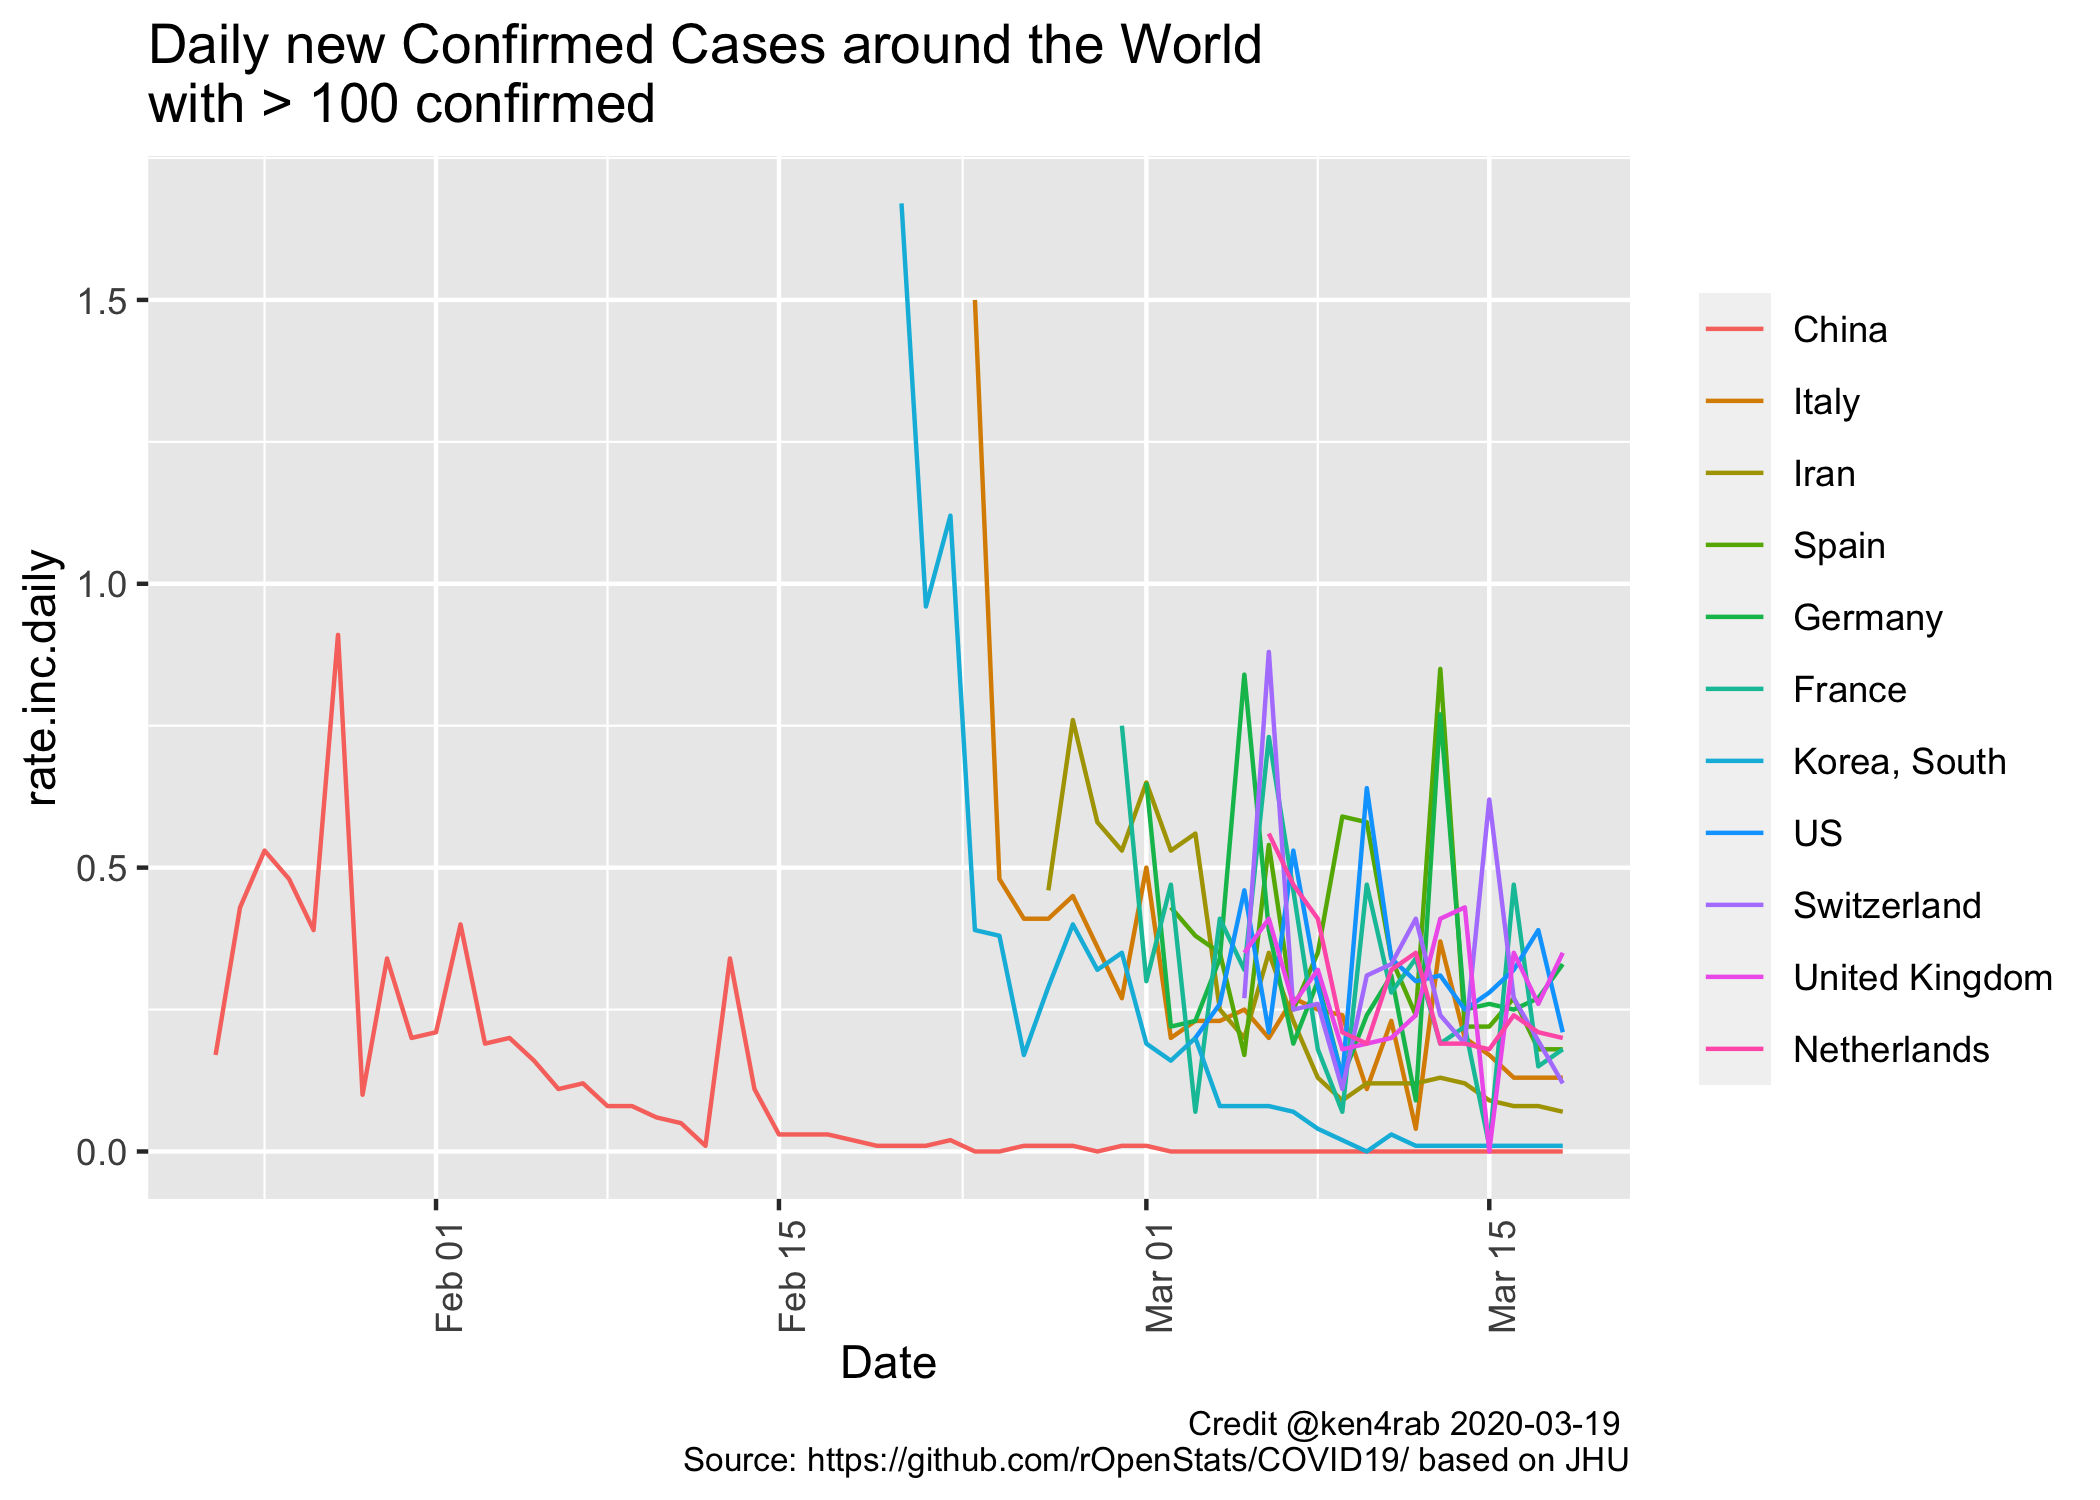 Daily new Confirmed Cases around the World
with > 100 confirmed
rate.inc.daily
1.5
1.0
0.5
0.0
Feb 01
Feb 15
Mar 01
Mar 15
Date
China
Italy
Iran
Spain
Germany
France
Korea, South
US
Switzerland
United Kingdom
Netherlands
Credit @ken4rab 2020-03-19
Source: https://github.com/rOpenStats/COVID19/ based on JHU